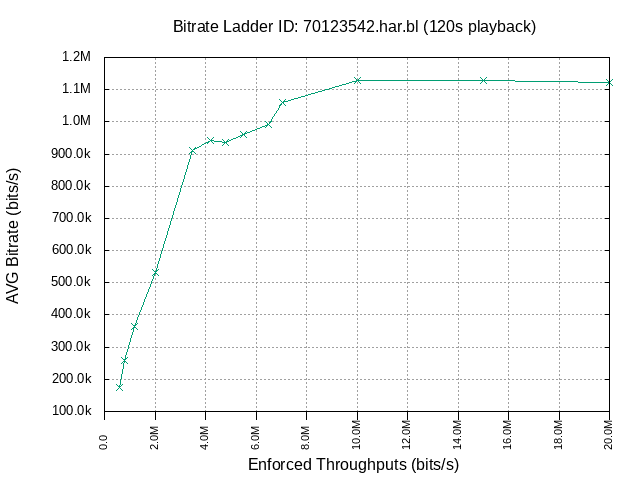 Bitrate Ladder ID: 70123542.har.bl (120s playback)
1.2M
1.1M
1.0M
900.0k
800.0k
700.0k
600.0k
500.0k
400.0k
300.0k
200.0k
100.0k
AVG Bitrate (bits/s)
0.0
2.0M
4.0M
6.0M
8.0M
10.0M
12.0M
14.0M
16.0M
18.0M
20.0M
Enforced Throughputs (bits/s)